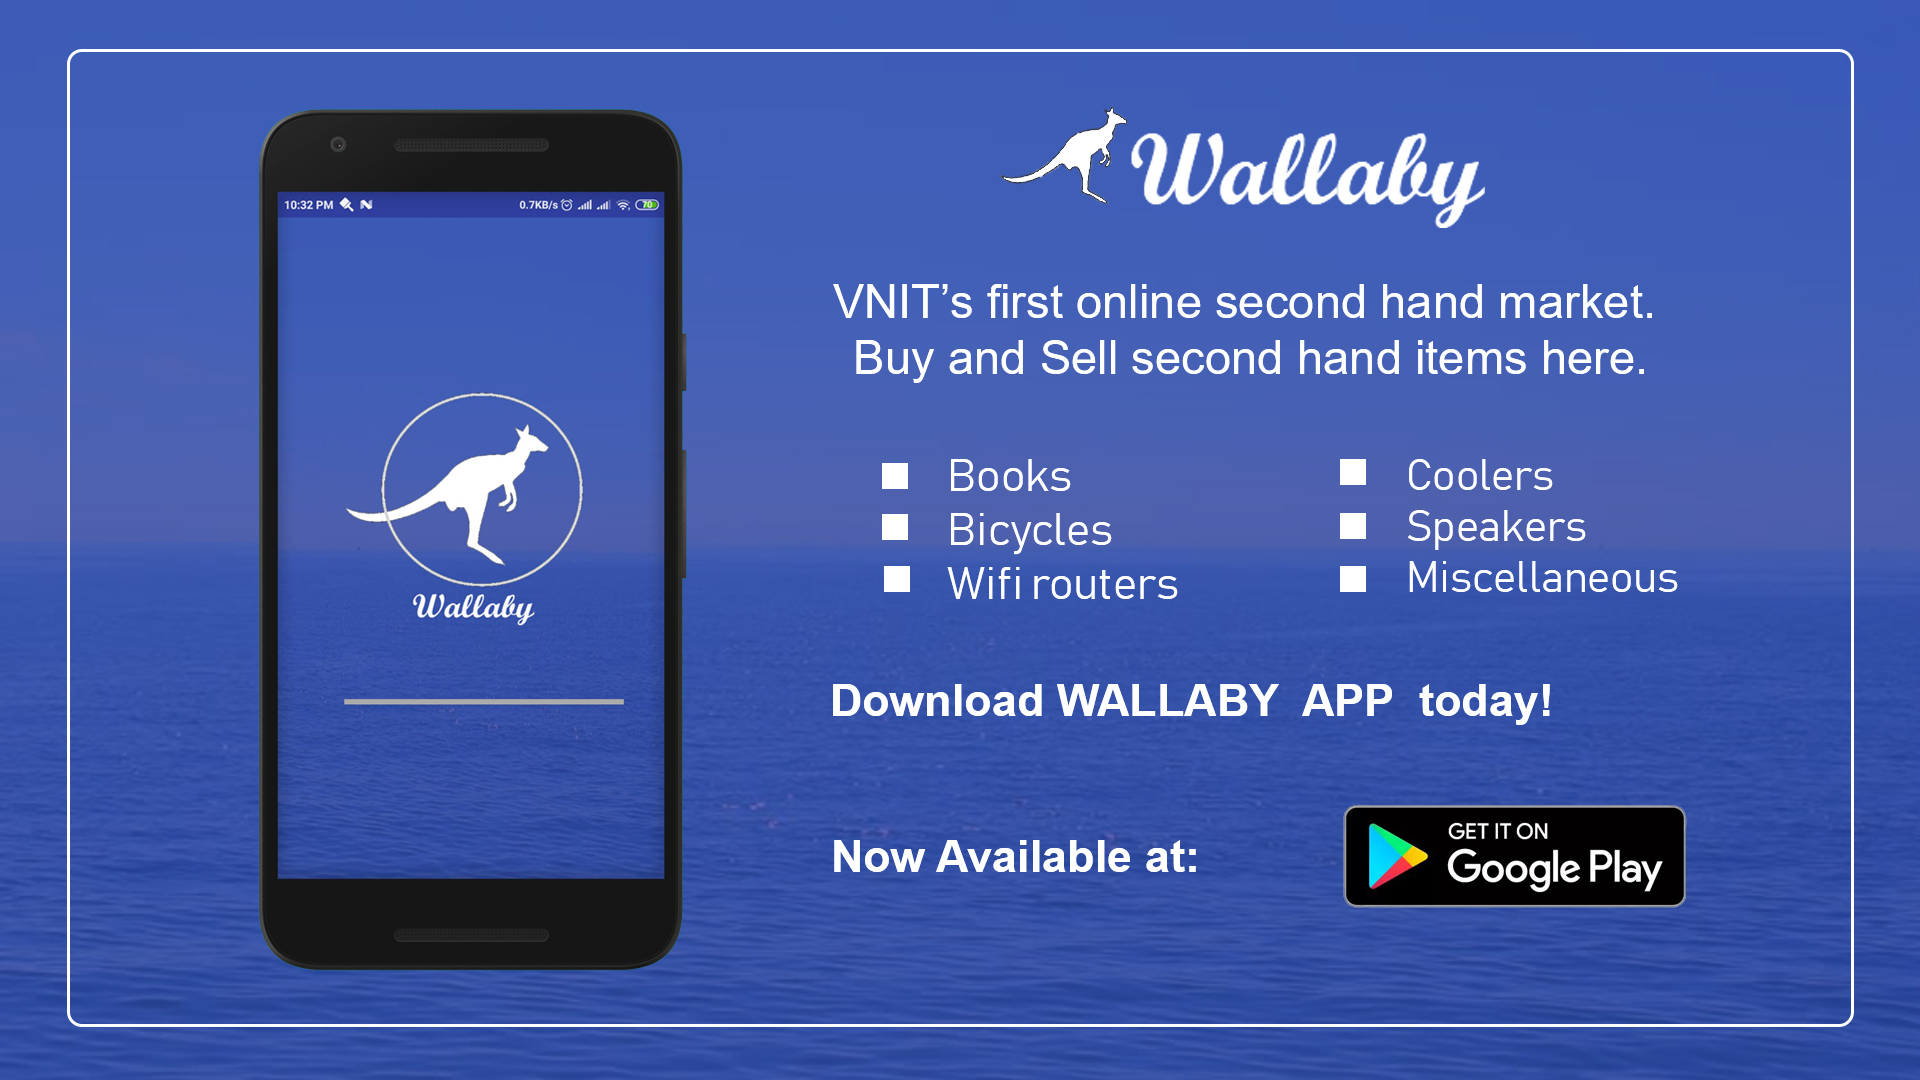 10:32 PM 0.7KB/s 70
Wallaby
Wallaby
VNIT’s first online second hand market.
Buy and Sell second hand items here.
Books
Bicycles
Wifi routers
Coolers
Speakers
Miscellaneous
Download WALLABY APP today!
Now Available at:
GET IT ON
Google Play